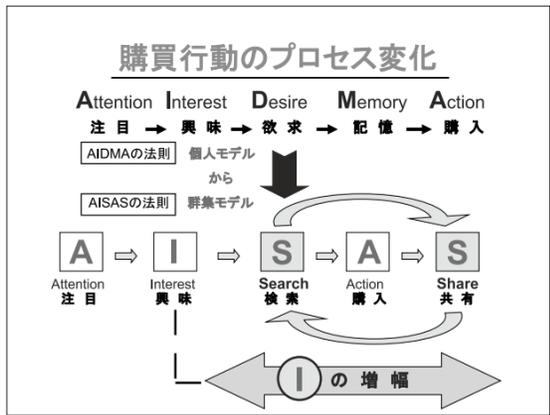 購買行動のプロセス変化
Attention Interest Desire Memory Action
注目 → 興味 → 欲求 → 記憶 → 購入
AIDMAの法則 個人モデル
から
AISASの法則 群集モデル
A ⇨ I ⇨ S ⇨ A ⇨ S
Attention Interest Search Action Share
注目 興味 検索 購入 共有
Iの増幅